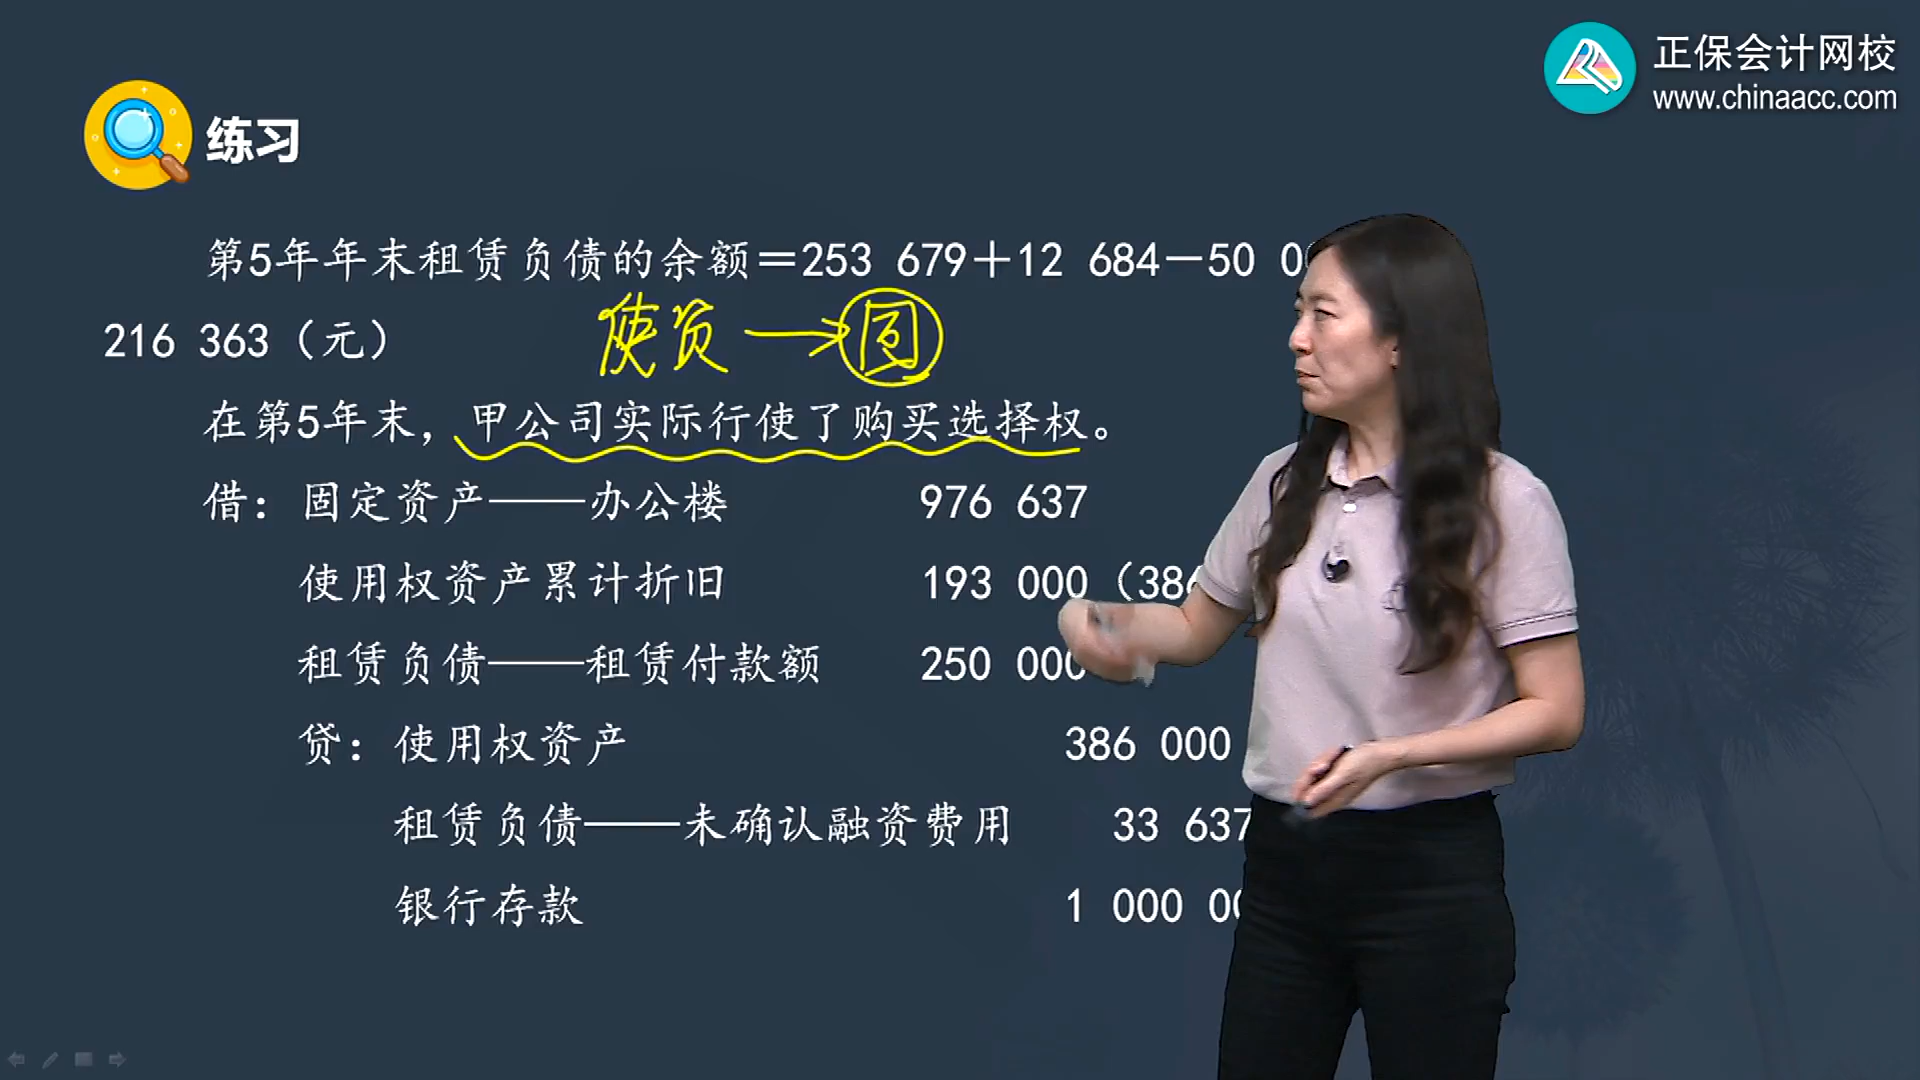 正保会计网校
www.chinaacc.com
练习
第5年年末租赁负债的余额＝253 679＋12 684－50 0
216 363（元）
使资→固
在第5年末，甲公司实际行使了购买选择权。
借：固定资产——办公楼 976 637
使用权资产累计折旧 193 000（386
租赁负债——租赁付款额 250 000
贷：使用权资产 386 000
租赁负债——未确认融资费用 33 637
银行存款 1 000 00